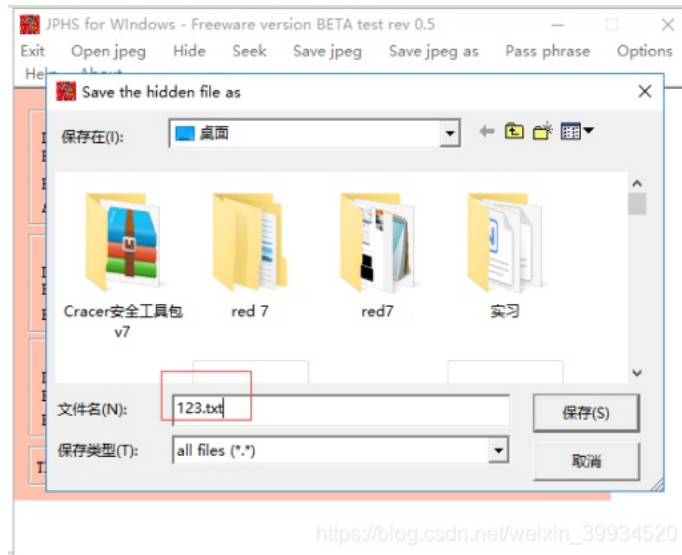 JPHS for WIndows - Freeware version BETA test rev 0.5
Exit Open jpeg Hide Seek Save jpeg Save jpeg as Pass phrase Options
Save the hidden file as
保存在(I): 桌面
Cracer安全工具包 red 7 red7 实习
v7
文件名(N): 123.txt 保存(S)
保存类型(T): all files (*.*) 取消
https://blog.csdn.net/weixin_39934520